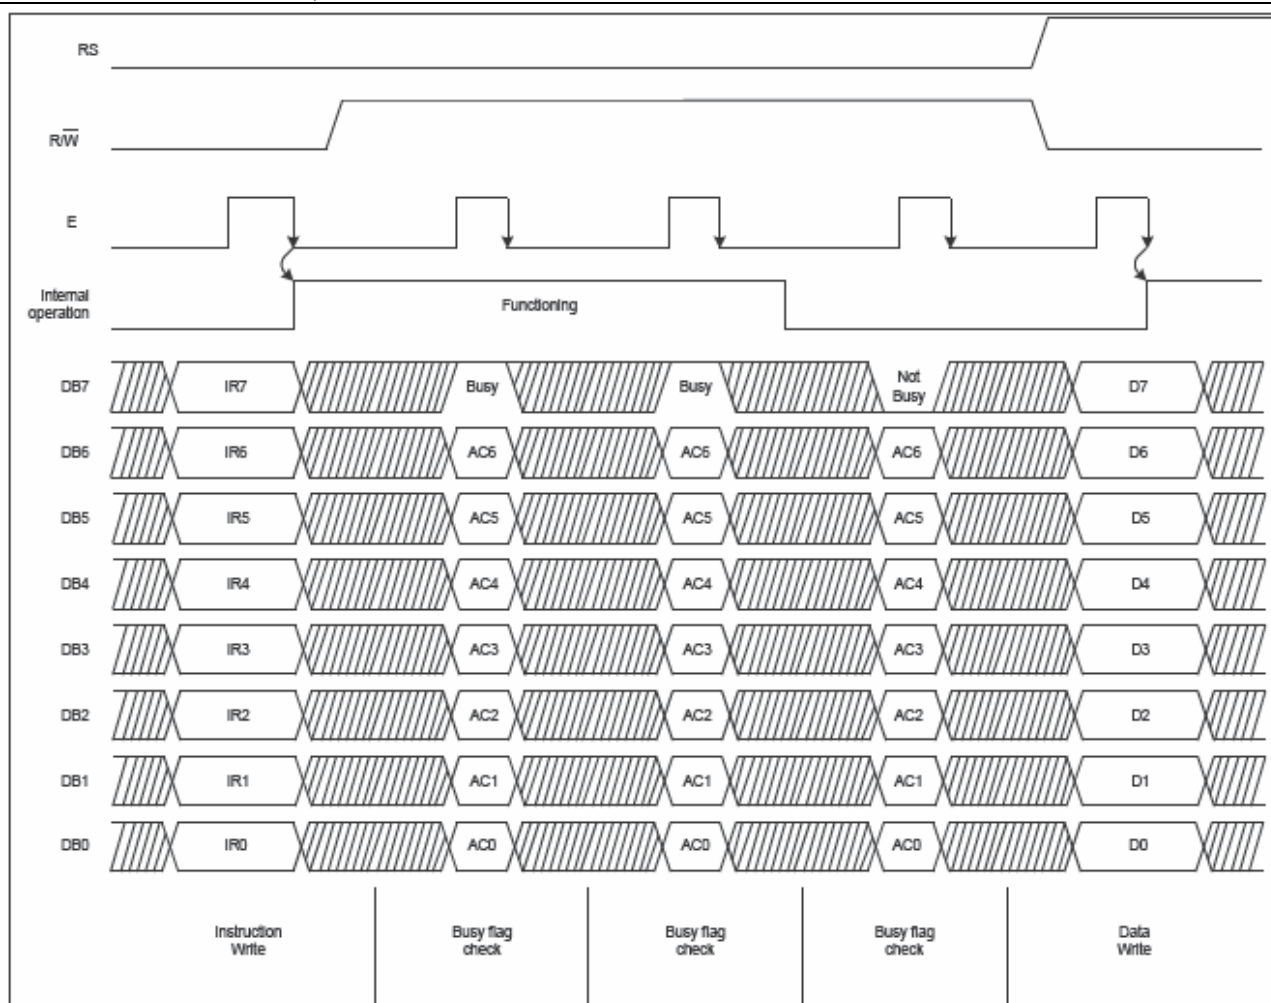 RS
R/W̅
E
Internal
operation
Functioning
DB7 IR7 Busy Busy Not
Busy D7
DB6 IR6 AC6 AC6 AC6 D6
DB5 IR5 AC5 AC5 AC5 D5
DB4 IR4 AC4 AC4 AC4 D4
DB3 IR3 AC3 AC3 AC3 D3
DB2 IR2 AC2 AC2 AC2 D2
DB1 IR1 AC1 AC1 AC1 D1
DB0 IR0 AC0 AC0 AC0 D0
Instruction
Write
Busy flag
check
Busy flag
check
Busy flag
check
Data
Write